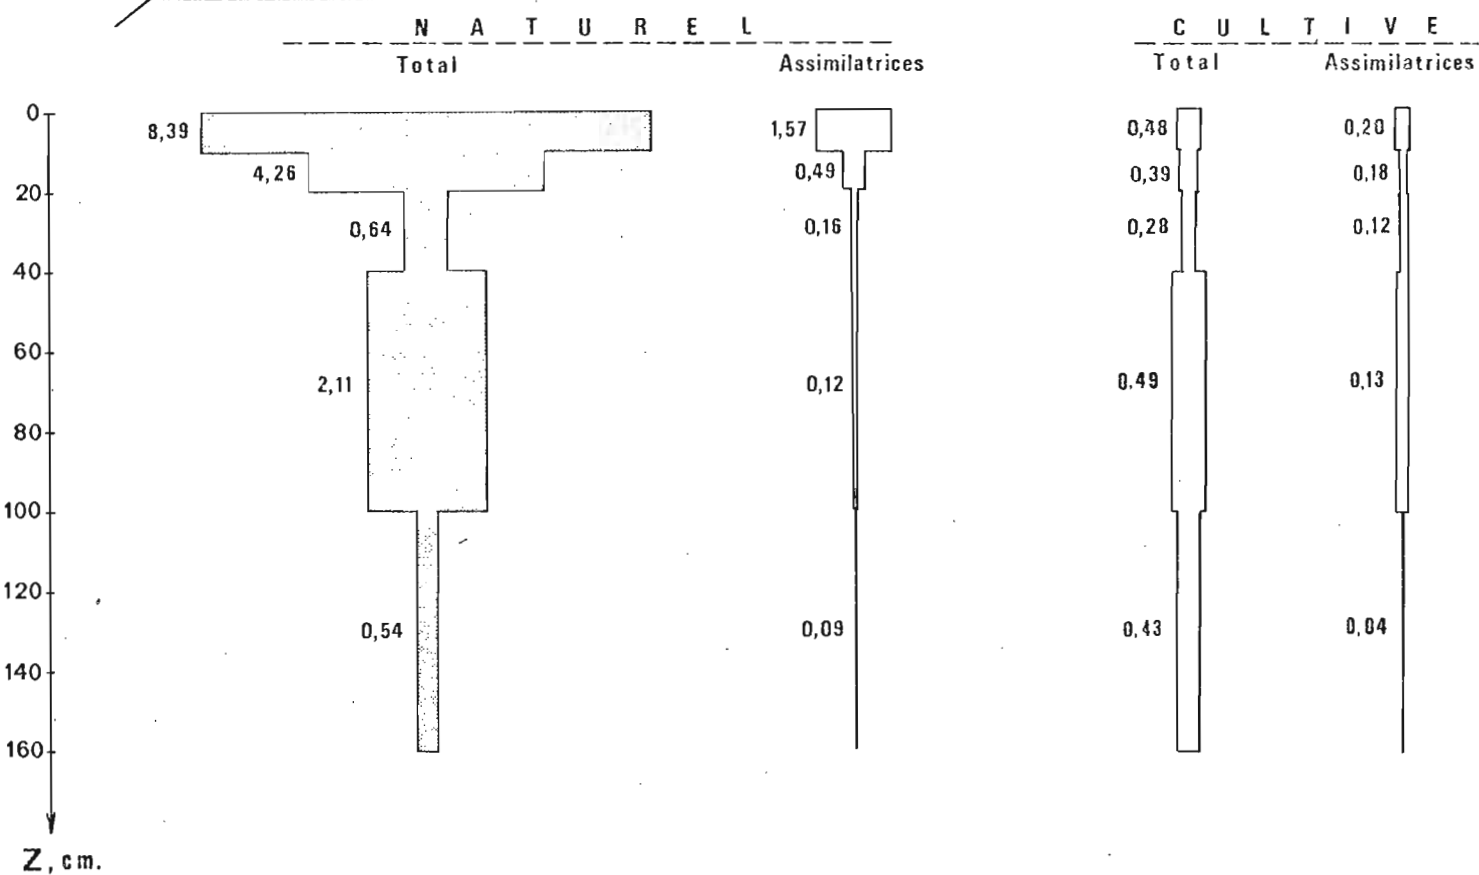 N A T U R E L C U L T I V E
Total Assimilatrices Total Assimilatrices
0
8,39 1,57 0,48 0,20
4,26 0,49 0,39 0,18
20
0,64 0,16 0,28 0,12
40
60
2,11 0,12 0.49 0,13
80
100
120
0,54 0,09 0,43 0,04
140
160
Z, cm.